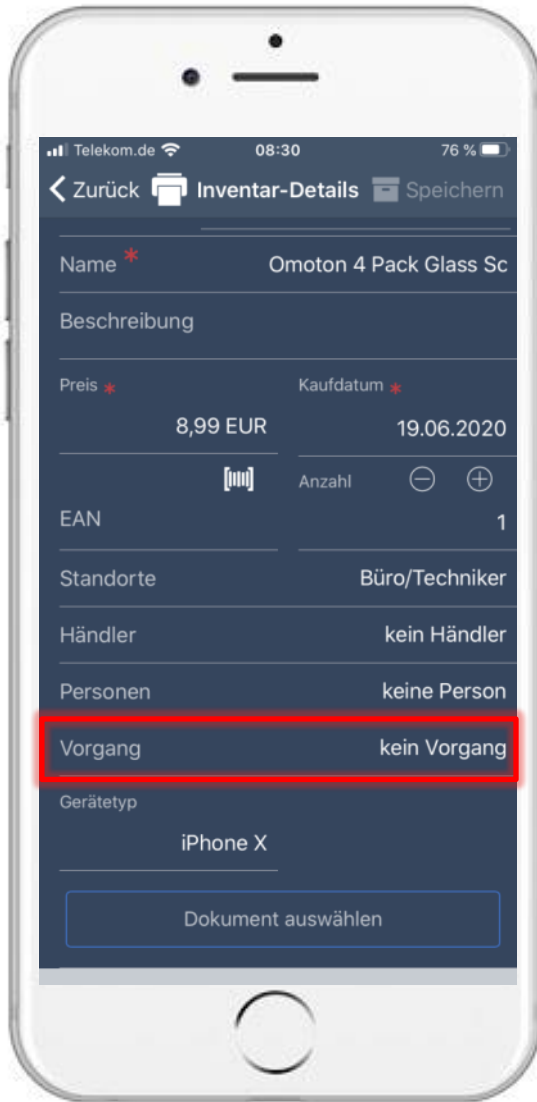 Telekom.de 08:30 76 %
Zurück Inventar-Details Speichern
Name * Omoton 4 Pack Glass Sc
Beschreibung
Preis * Kaufdatum *
8,99 EUR 19.06.2020
Anzahl
EAN 1
Standorte Büro/Techniker
Händler kein Händler
Personen keine Person
Vorgang kein Vorgang
Gerätetyp
iPhone X
Dokument auswählen